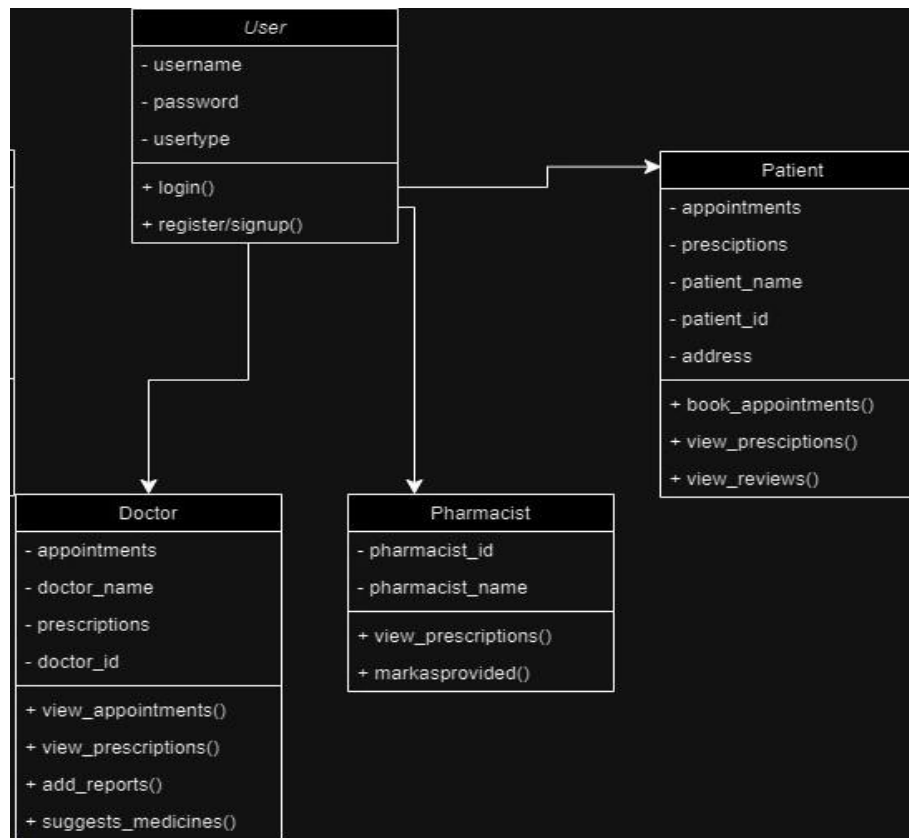 User
- username
- password
- usertype
+ login()
+ register/signup()
Patient
- appointments
- presciptions
- patient_name
- patient_id
- address
+ book_appointments()
+ view_presciptions()
+ view_reviews()
Doctor
- appointments
- doctor_name
- prescriptions
- doctor_id
+ view_appointments()
+ view_prescriptions()
+ add_reports()
+ suggests_medicines()
Pharmacist
- pharmacist_id
- pharmacist_name
+ view_prescriptions()
+ markasprovided()